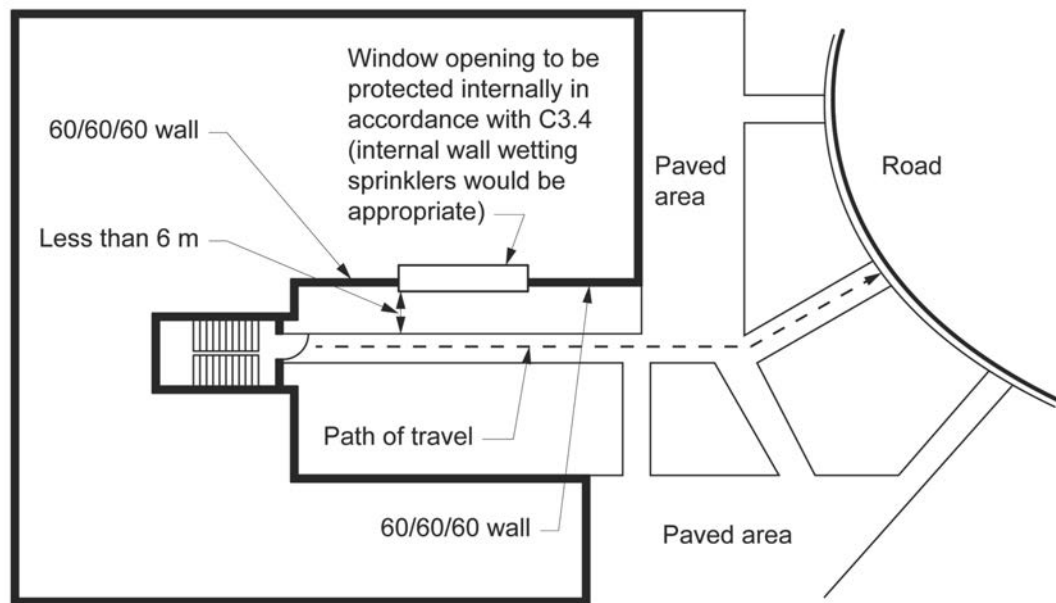 Window opening to be
protected internally in
accordance with C3.4
(internal wall wetting
sprinklers would be
appropriate)
60/60/60 wall
Paved
area
Road
Less than 6 m
Path of travel
60/60/60 wall
Paved area